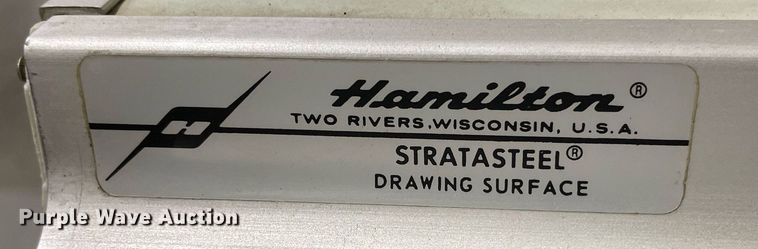 Hamilton®
TWO RIVERS, WISCONSIN, U.S.A.
H
STRATASTEEL®
DRAWING SURFACE
Purple Wave Auction